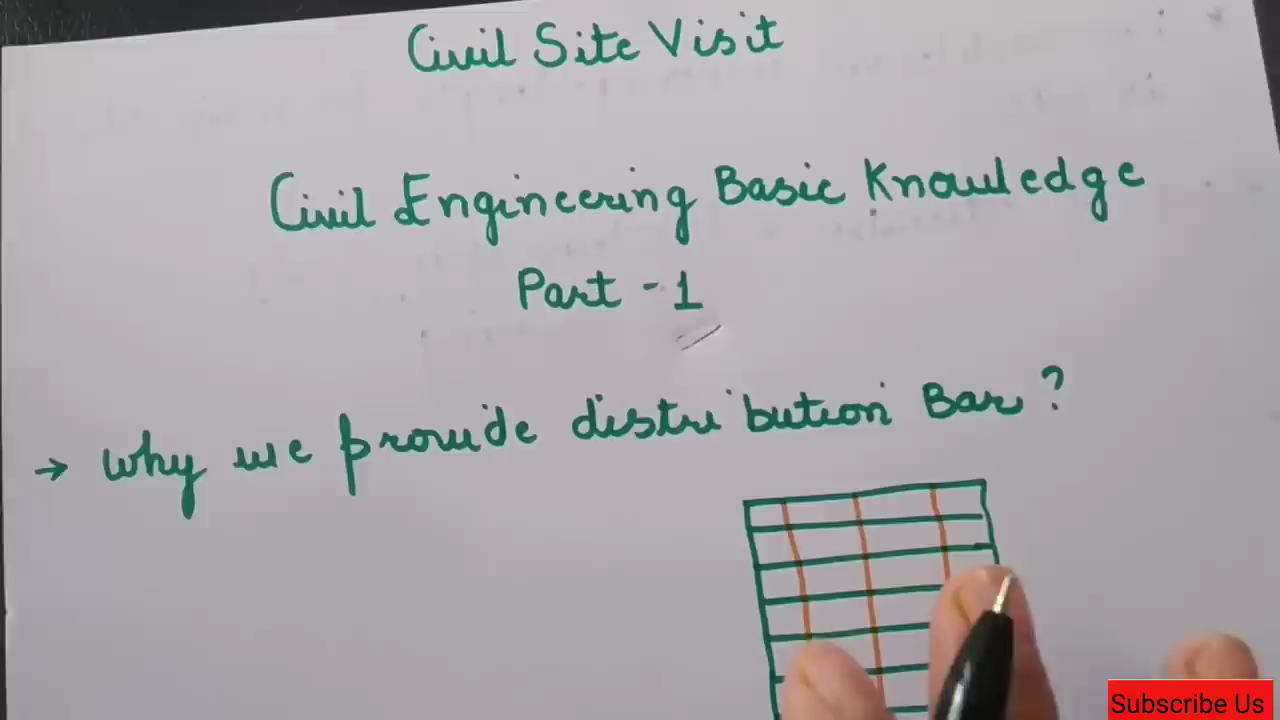 Civil Site Visit
Civil Engineering Basic Knowledge
Part - 1
→ Why we provide distribution Bar ?
Subscribe Us